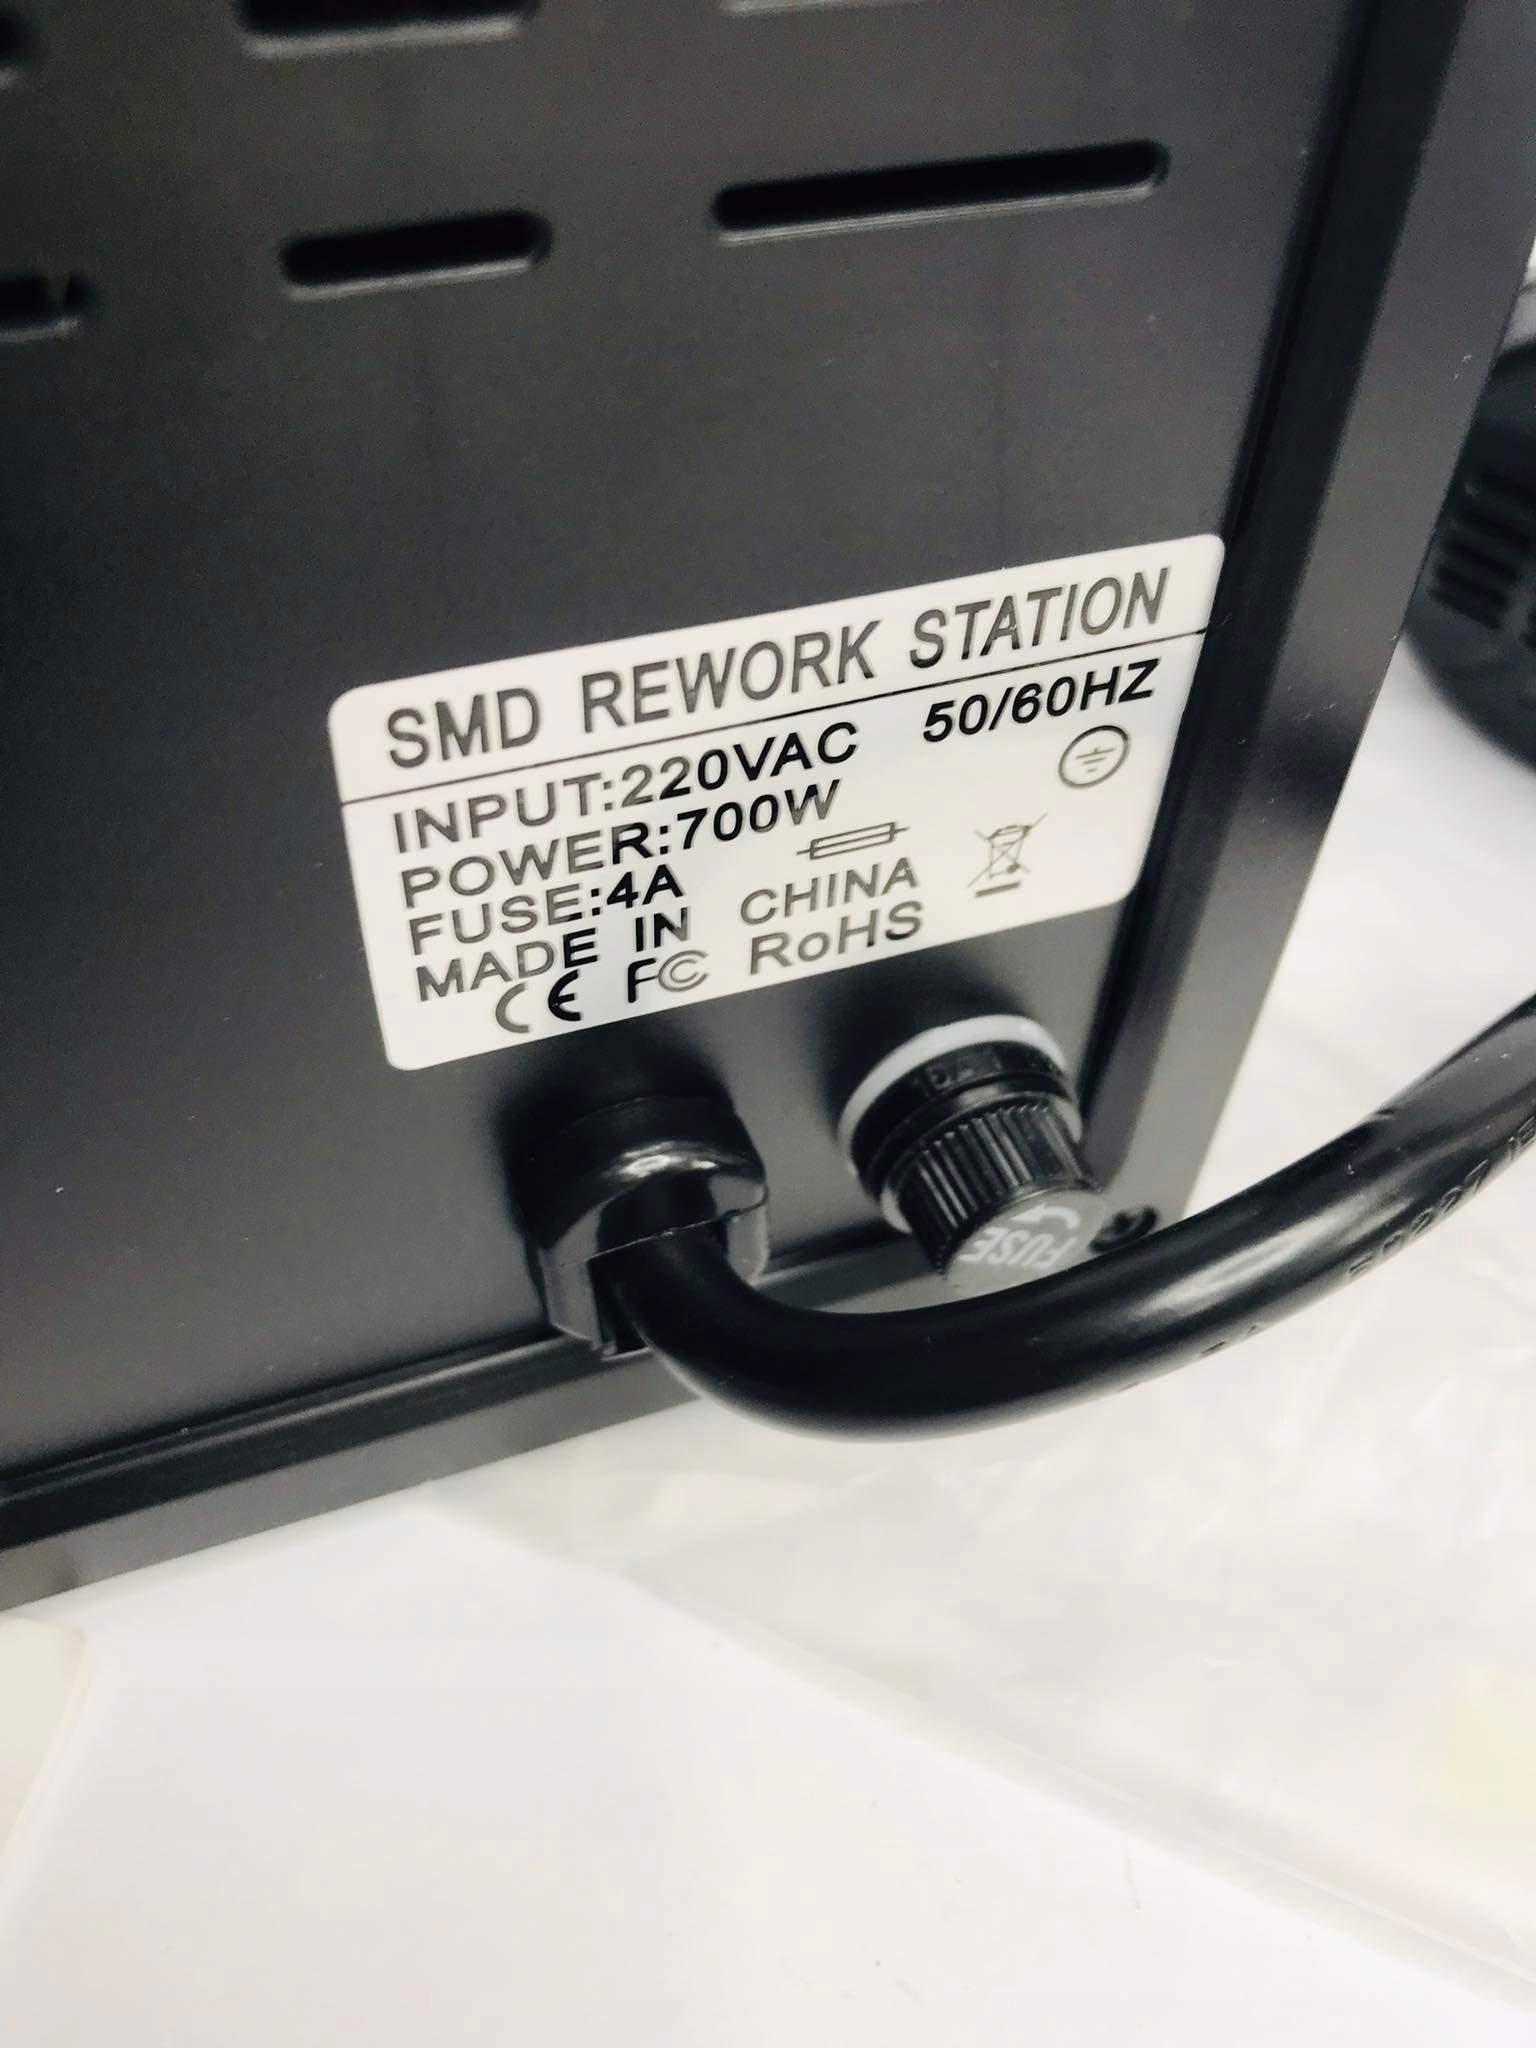 SMD REWORK STATION
INPUT:220VAC 50/60HZ
POWER:700W
FUSE:4A
MADE IN CHINA
CE FC RoHS
FUSE